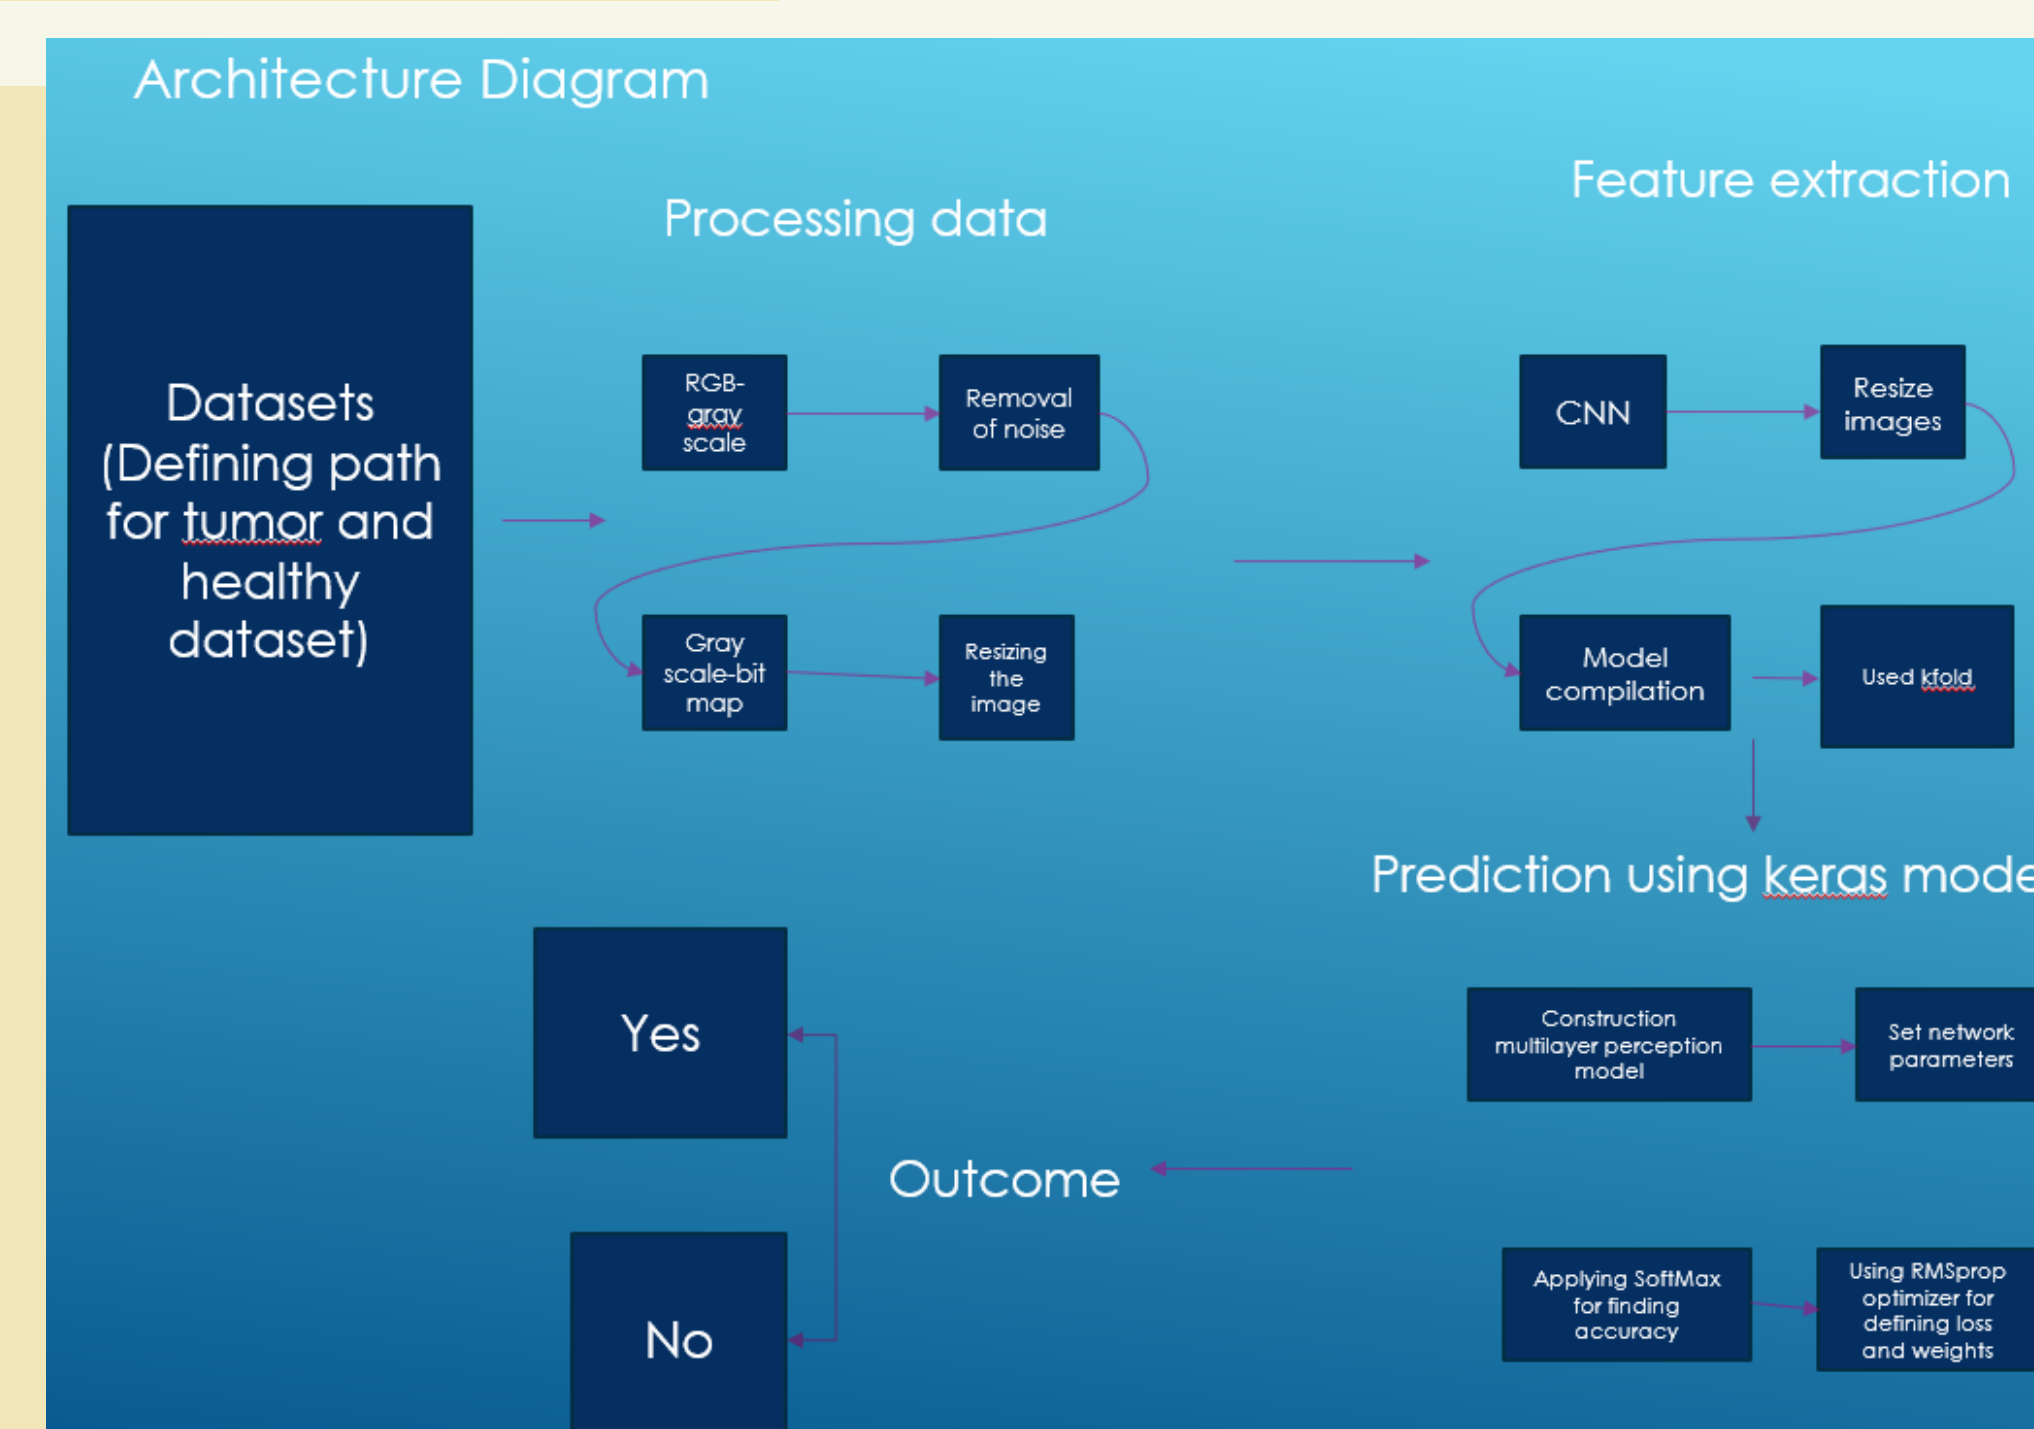 Architecture Diagram
Feature extraction
Processing data
Datasets
(Defining path
for tumor and
healthy
dataset)
RGB-
gray
scale
Removal
of noise
Gray
scale-bit
map
Resizing
the
image
CNN
Resize
images
Model
compilation
Used kfold
Prediction using keras mode
Construction
multilayer perception
model
Set network
parameters
Applying SoftMax
for finding
accuracy
Using RMSprop
optimizer for
defining loss
and weights
Outcome
Yes
No